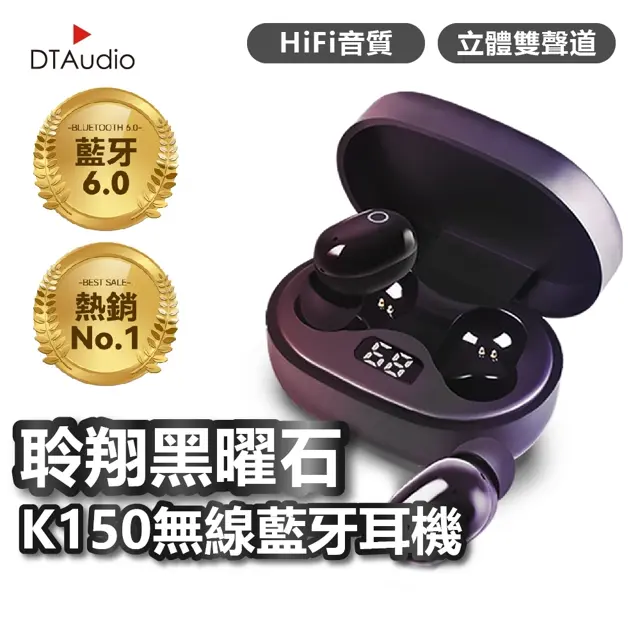 DTAudio
HiFi音質
立體雙聲道
-BLUETOOTH 6.0-
藍牙
6.0
-BEST SALE-
熱銷
No.1
68
聆翔黑曜石
K150無線藍牙耳機